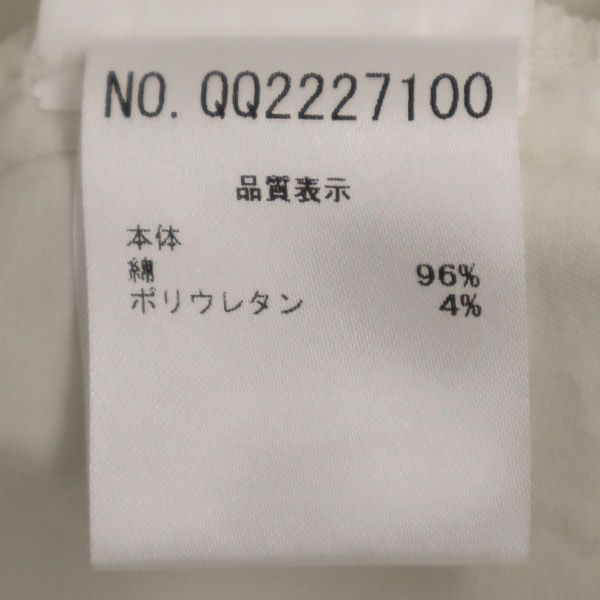 NO. QQ2227100
品質表示
本体
綿 96%
ポリウレタン 4%